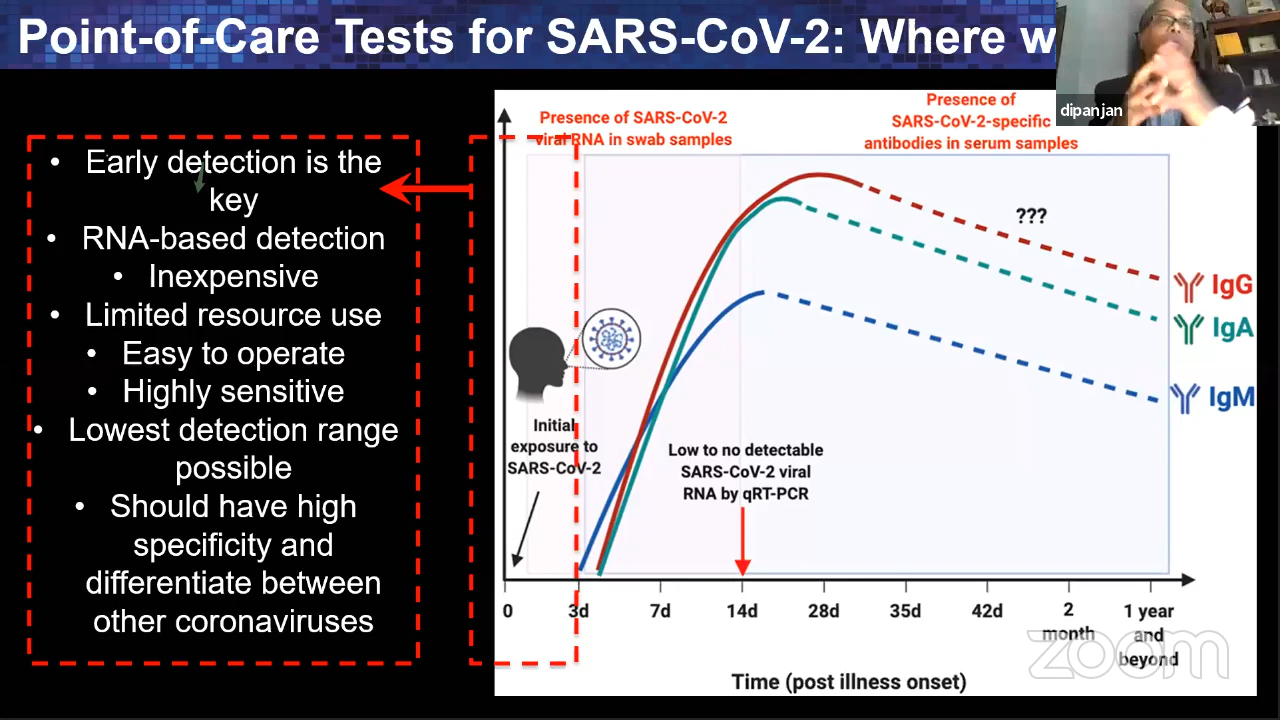 Point-of-Care Tests for SARS-CoV-2: Where w
dipanjan
• Early detection is the
key
• RNA-based detection
• Inexpensive
• Limited resource use
• Easy to operate
• Highly sensitive
• Lowest detection range
possible
• Should have high
specificity and
differentiate between
other coronaviruses
Presence of SARS-CoV-2
viral RNA in swab samples
Presence of
SARS-CoV-2-specific
antibodies in serum samples
???
IgG
IgA
IgM
Initial
exposure to
SARS-CoV-2
Low to no detectable
SARS-CoV-2 viral
RNA by qRT-PCR
0 3d 7d 14d 28d 35d 42d 2 month 1 year and beyond
Time (post illness onset)
zoom